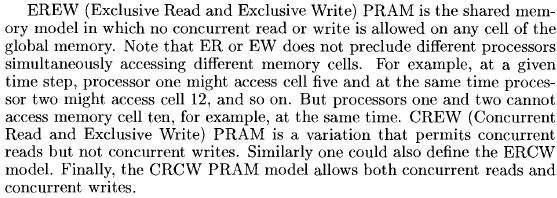 EREW (Exclusive Read and Exclusive Write) PRAM is the shared mem-
ory model in which no concurrent read or write is allowed on any cell of the
global memory. Note that ER or EW does not preclude different processors
simultaneously accessing different memory cells. For example, at a given
time step, processor one might access cell five and at the same time proces-
sor two might access cell 12, and so on. But processors one and two cannot
access memory cell ten, for example, at the same time. CREW (Concurrent
Read and Exclusive Write) PRAM is a variation that permits concurrent
reads but not concurrent writes. Similarly one could also define the ERCW
model. Finally, the CRCW PRAM model allows both concurrent reads and
concurrent writes.